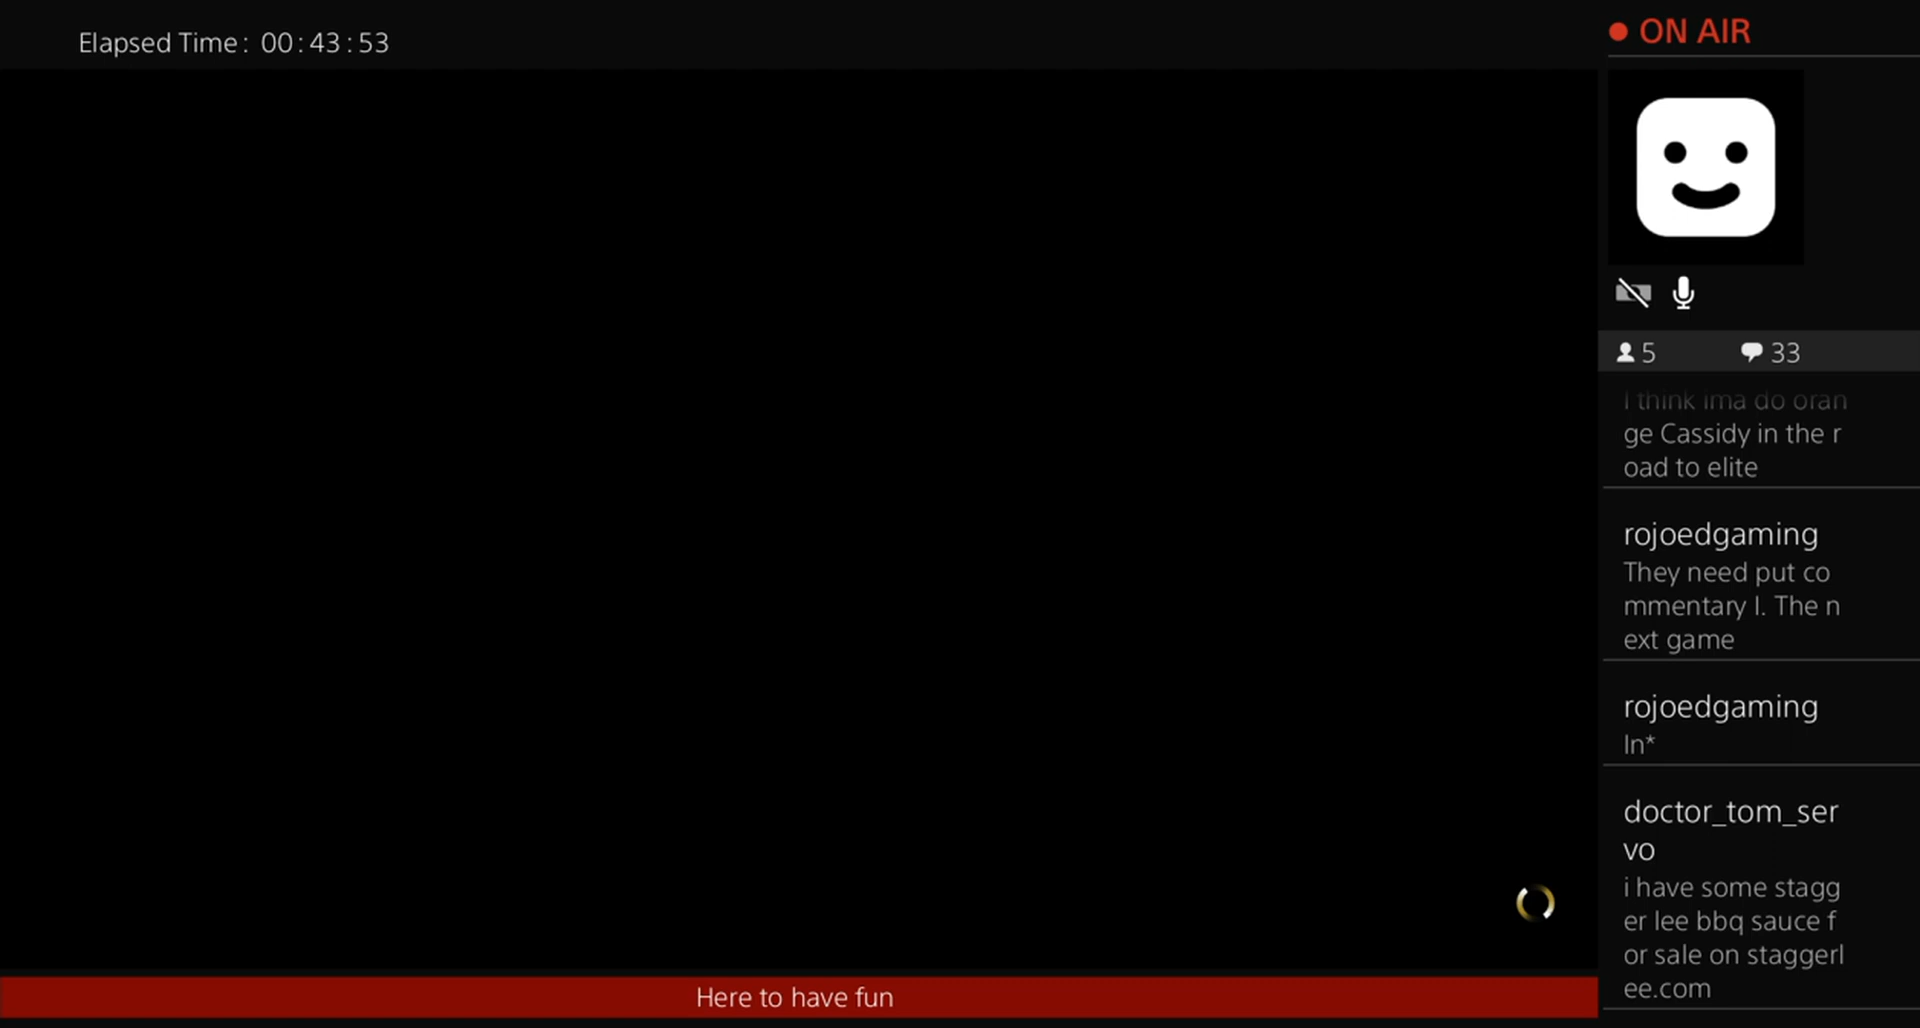 Elapsed Time: 00:43:53
ON AIR
5 33
I think ima do oran
ge Cassidy in the r
oad to elite
rojoedgaming
They need put co
mmentary I. The n
ext game
rojoedgaming
In*
doctor_tom_ser
vo
i have some stagg
er lee bbq sauce f
or sale on staggerl
ee.com
Here to have fun